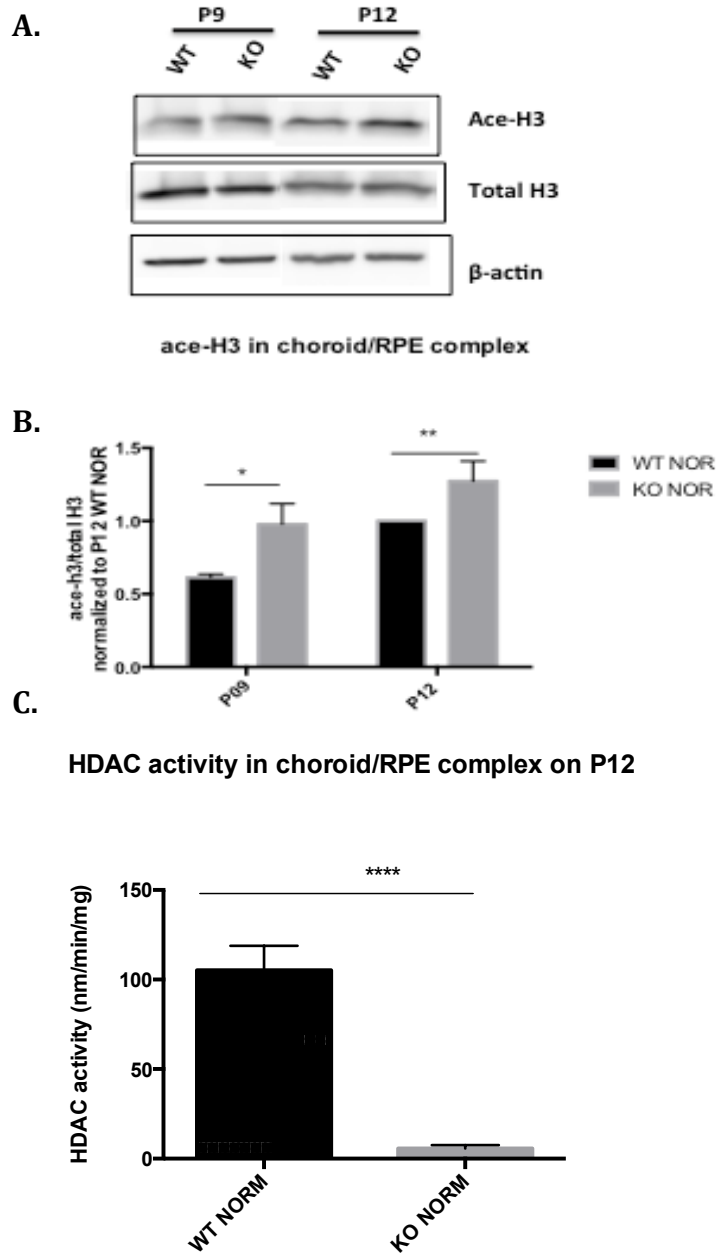 A.
P9 P12
WT KO WT KO
Ace-H3
Total H3
β-actin
ace-H3 in choroid/RPE complex
B.
ace-h3/total H3
normalized to P12 WT NOR
1.5
1.0
0.5
0.0
* **
P09 P12
WT NOR
KO NOR
C.
HDAC activity in choroid/RPE complex on P12
HDAC activity (nm/min/mg)
150
100
50
0
****
WT NORM KO NORM